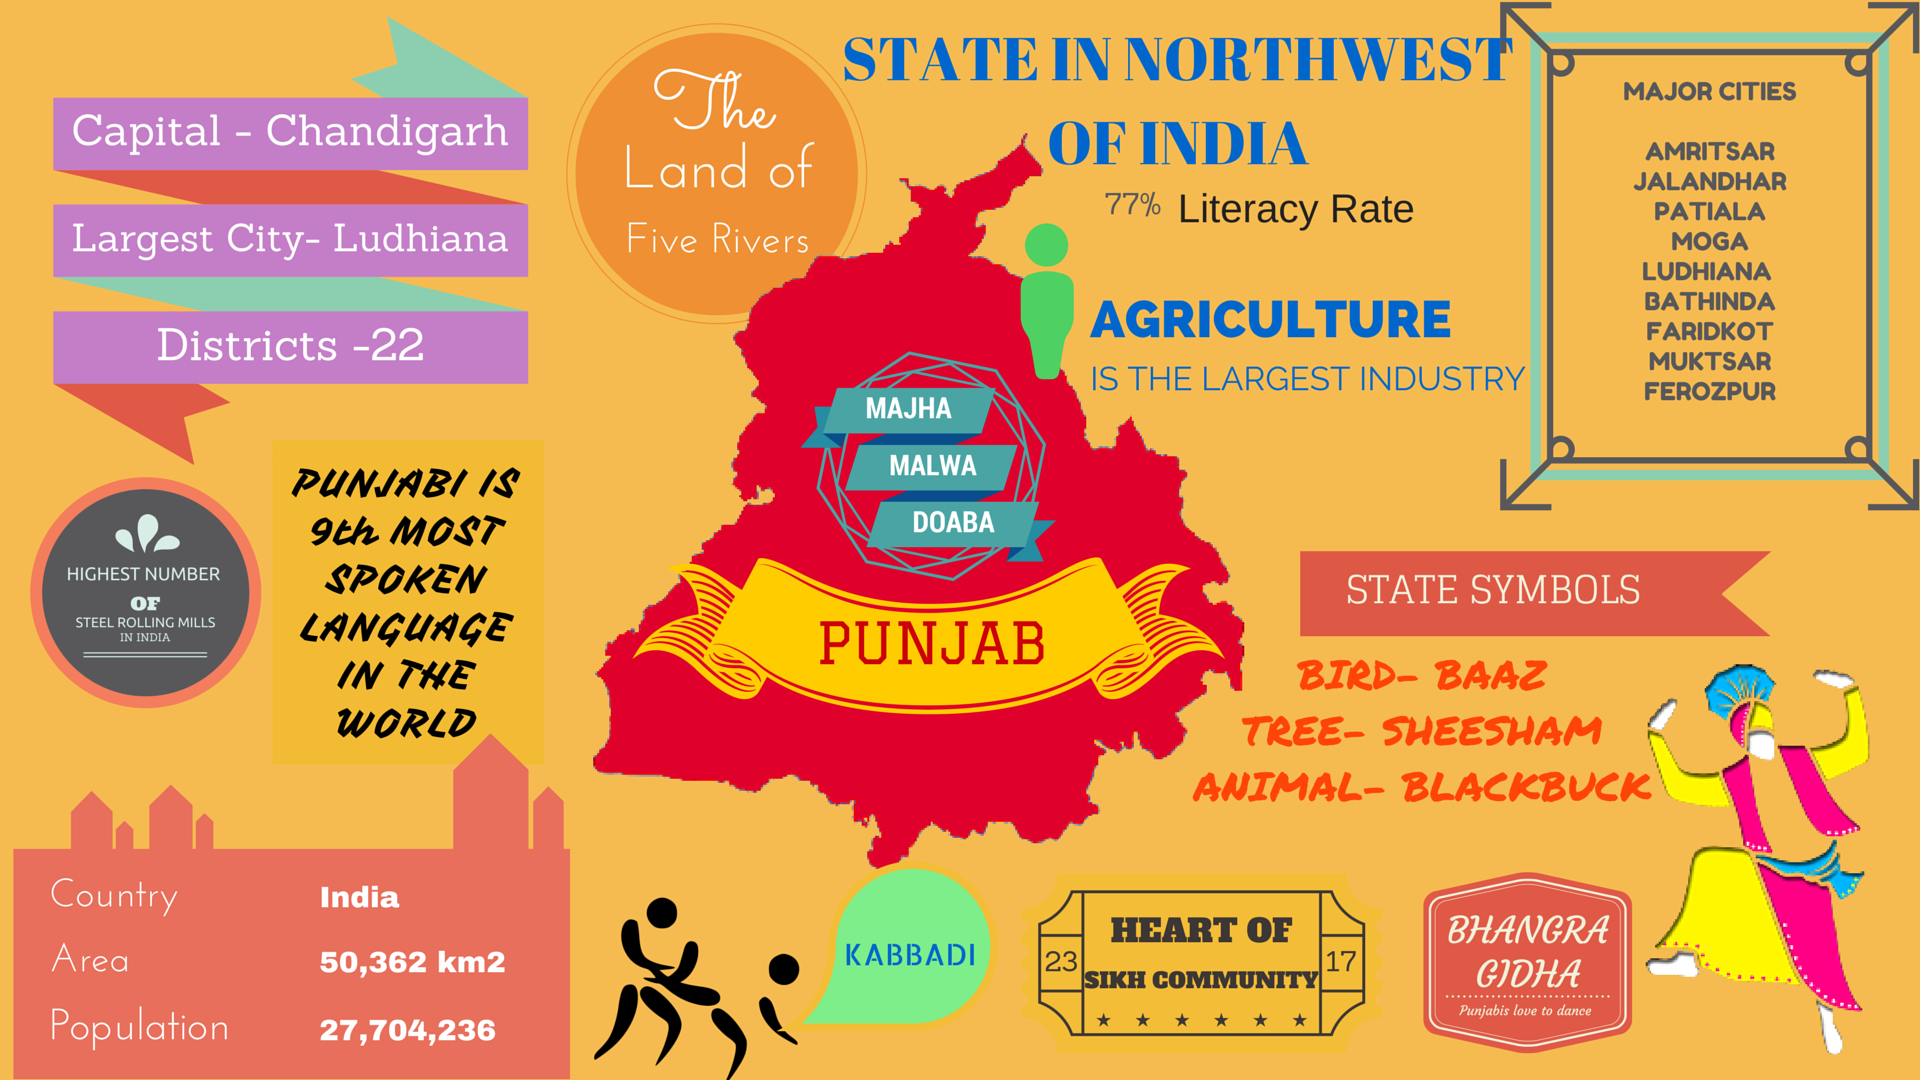 Capital - Chandigarh
Largest City- Ludhiana
Districts -22
The
Land of
Five Rivers
STATE IN NORTHWEST
OF INDIA
77% Literacy Rate
AGRICULTURE
IS THE LARGEST INDUSTRY
MAJOR CITIES
AMRITSAR
JALANDHAR
PATIALA
MOGA
LUDHIANA
BATHINDA
FARIDKOT
MUKTSAR
FEROZPUR
HIGHEST NUMBER
OF
STEEL ROLLING MILLS
IN INDIA
PUNJABI IS
9th MOST
SPOKEN
LANGUAGE
IN THE
WORLD
MAJHA
MALWA
DOABA
PUNJAB
STATE SYMBOLS
BIRD- BAAZ
TREE- SHEESHAM
ANIMAL- BLACKBUCK
Country India
Area 50,362 km2
Population 27,704,236
KABBADI
HEART OF
23 SIKH COMMUNITY 17
BHANGRA
GIDHA
Punjabis love to dance